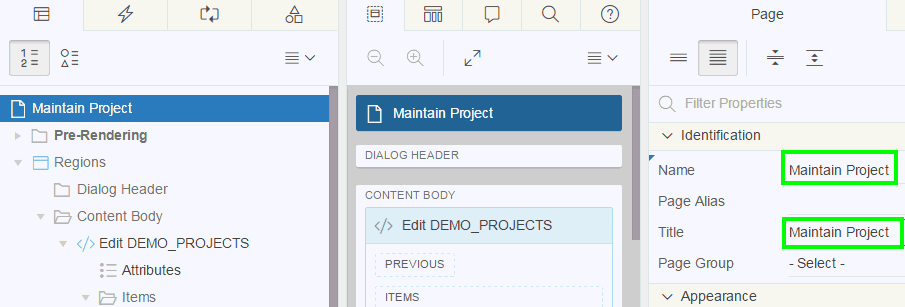 Maintain Project
Pre-Rendering
Regions
Dialog Header
Content Body
Edit DEMO_PROJECTS
Attributes
Items
Maintain Project
DIALOG HEADER
CONTENT BODY
Edit DEMO_PROJECTS
PREVIOUS
ITEMS
Page
Filter Properties
Identification
Name Maintain Project
Page Alias
Title Maintain Project
Page Group - Select -
Appearance